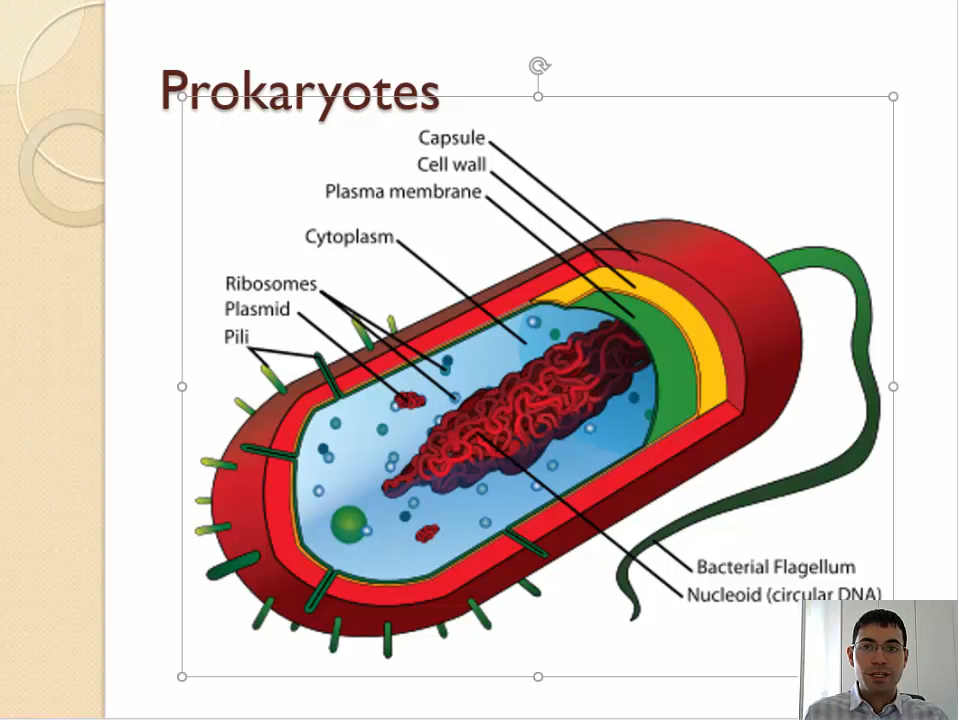 Prokaryotes
Capsule
Cell wall
Plasma membrane
Cytoplasm
Ribosomes
Plasmid
Pili
Bacterial Flagellum
Nucleoid (circular DNA)